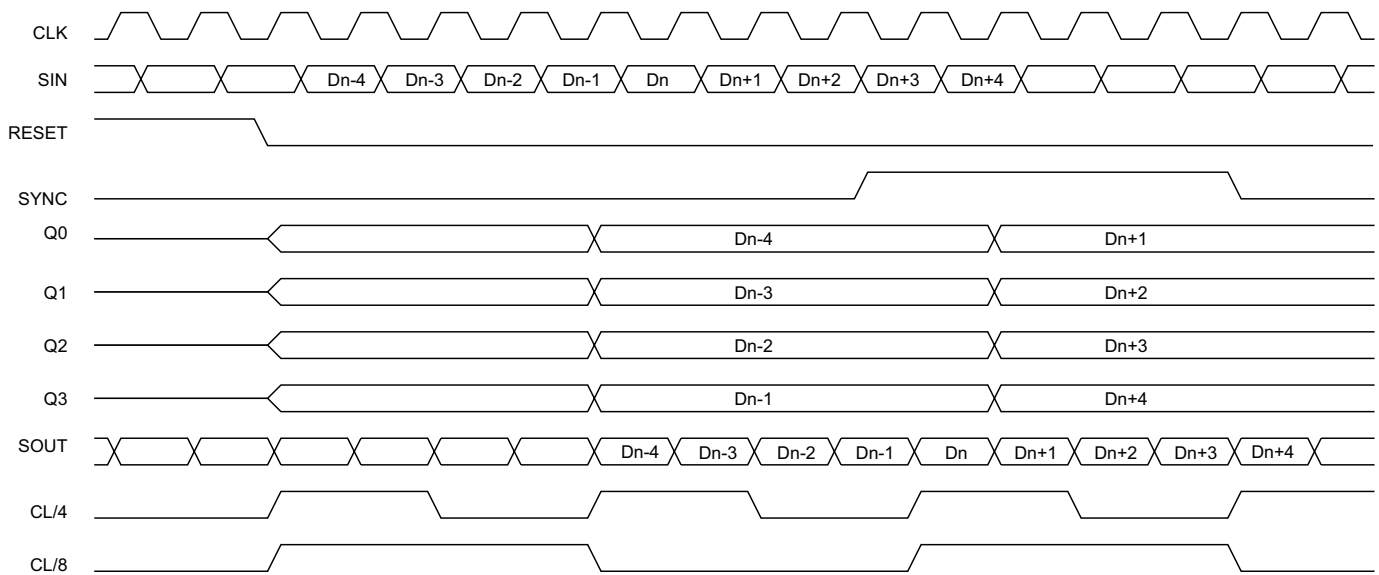 CLK
SIN Dn-4 Dn-3 Dn-2 Dn-1 Dn Dn+1 Dn+2 Dn+3 Dn+4
RESET
SYNC
Q0 Dn-4 Dn+1
Q1 Dn-3 Dn+2
Q2 Dn-2 Dn+3
Q3 Dn-1 Dn+4
SOUT Dn-4 Dn-3 Dn-2 Dn-1 Dn Dn+1 Dn+2 Dn+3 Dn+4
CL/4
CL/8